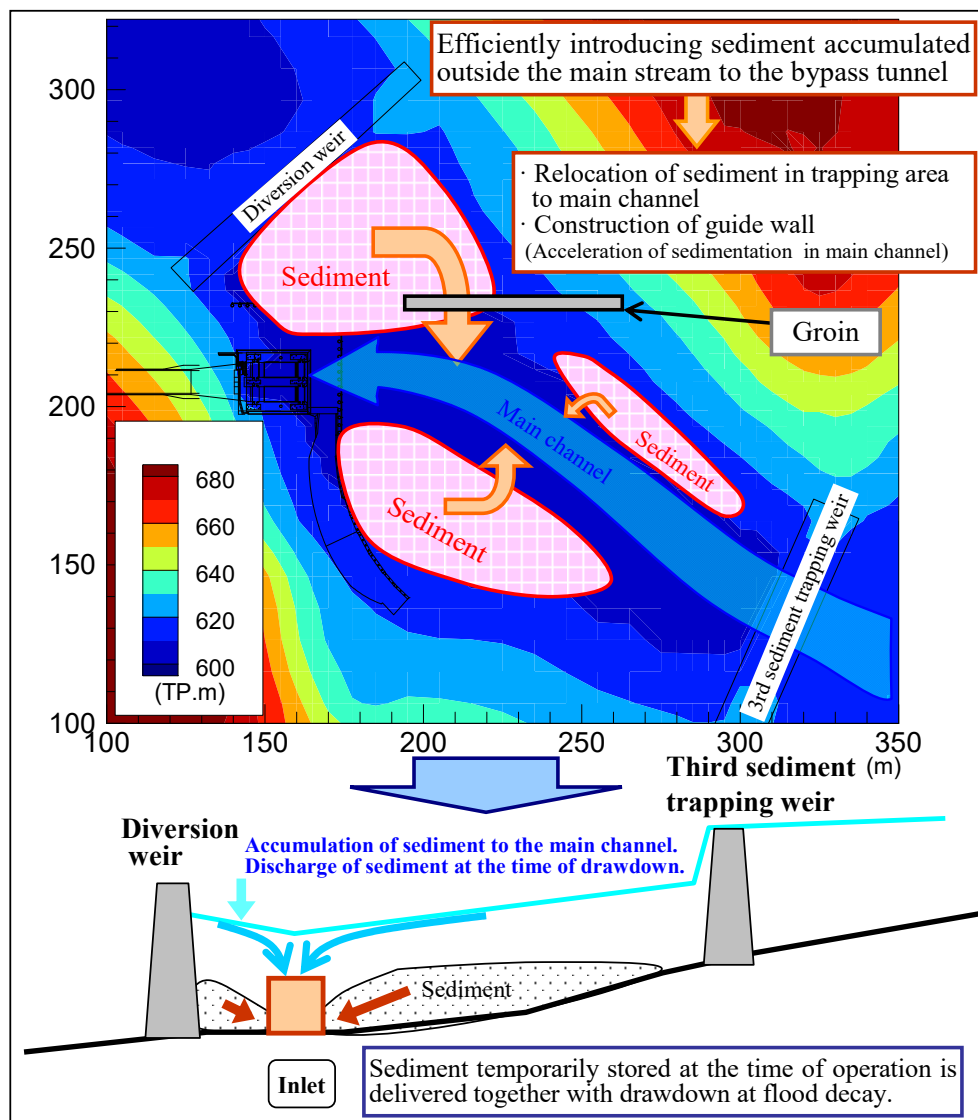 Efficiently introducing sediment accumulated
outside the main stream to the bypass tunnel
· Relocation of sediment in trapping area
to main channel
· Construction of guide wall
(Acceleration of sedimentation in main channel)
300
250
200
150
100
Diversion weir
Sediment
Groin
Main channel
Sediment
Sediment
3rd sediment trapping weir
680
660
640
620
600
(TP.m)
100
150
200
250
300
350
(m)
Third sediment
trapping weir
Diversion
weir
Accumulation of sediment to the main channel.
Discharge of sediment at the time of drawdown.
Sediment
Inlet
Sediment temporarily stored at the time of operation is
delivered together with drawdown at flood decay.